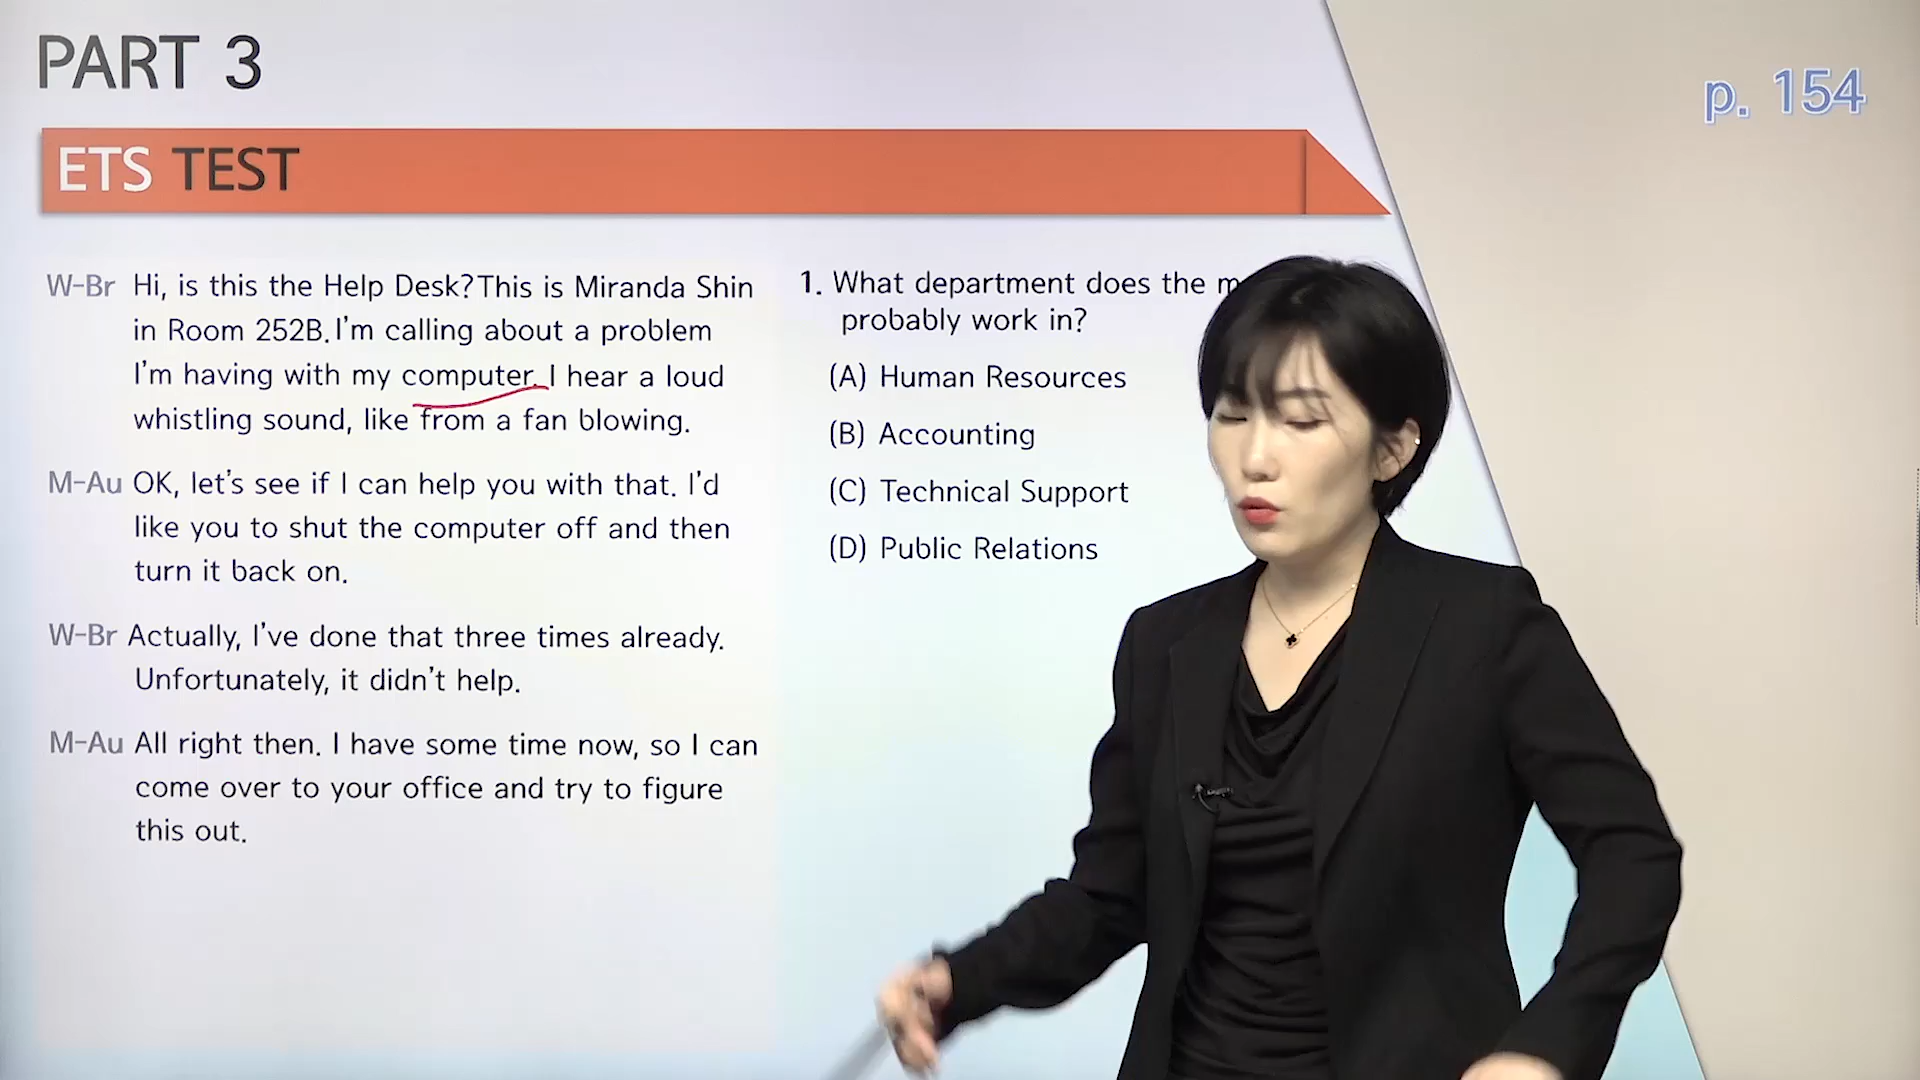 PART 3
p. 154
ETS TEST
W-Br Hi, is this the Help Desk? This is Miranda Shin
in Room 252B. I'm calling about a problem
I'm having with my computer. I hear a loud
whistling sound, like from a fan blowing.
M-Au OK, let's see if I can help you with that. I'd
like you to shut the computer off and then
turn it back on.
W-Br Actually, I've done that three times already.
Unfortunately, it didn't help.
M-Au All right then. I have some time now, so I can
come over to your office and try to figure
this out.
1. What department does the
probably work in?
(A) Human Resources
(B) Accounting
(C) Technical Support
(D) Public Relations